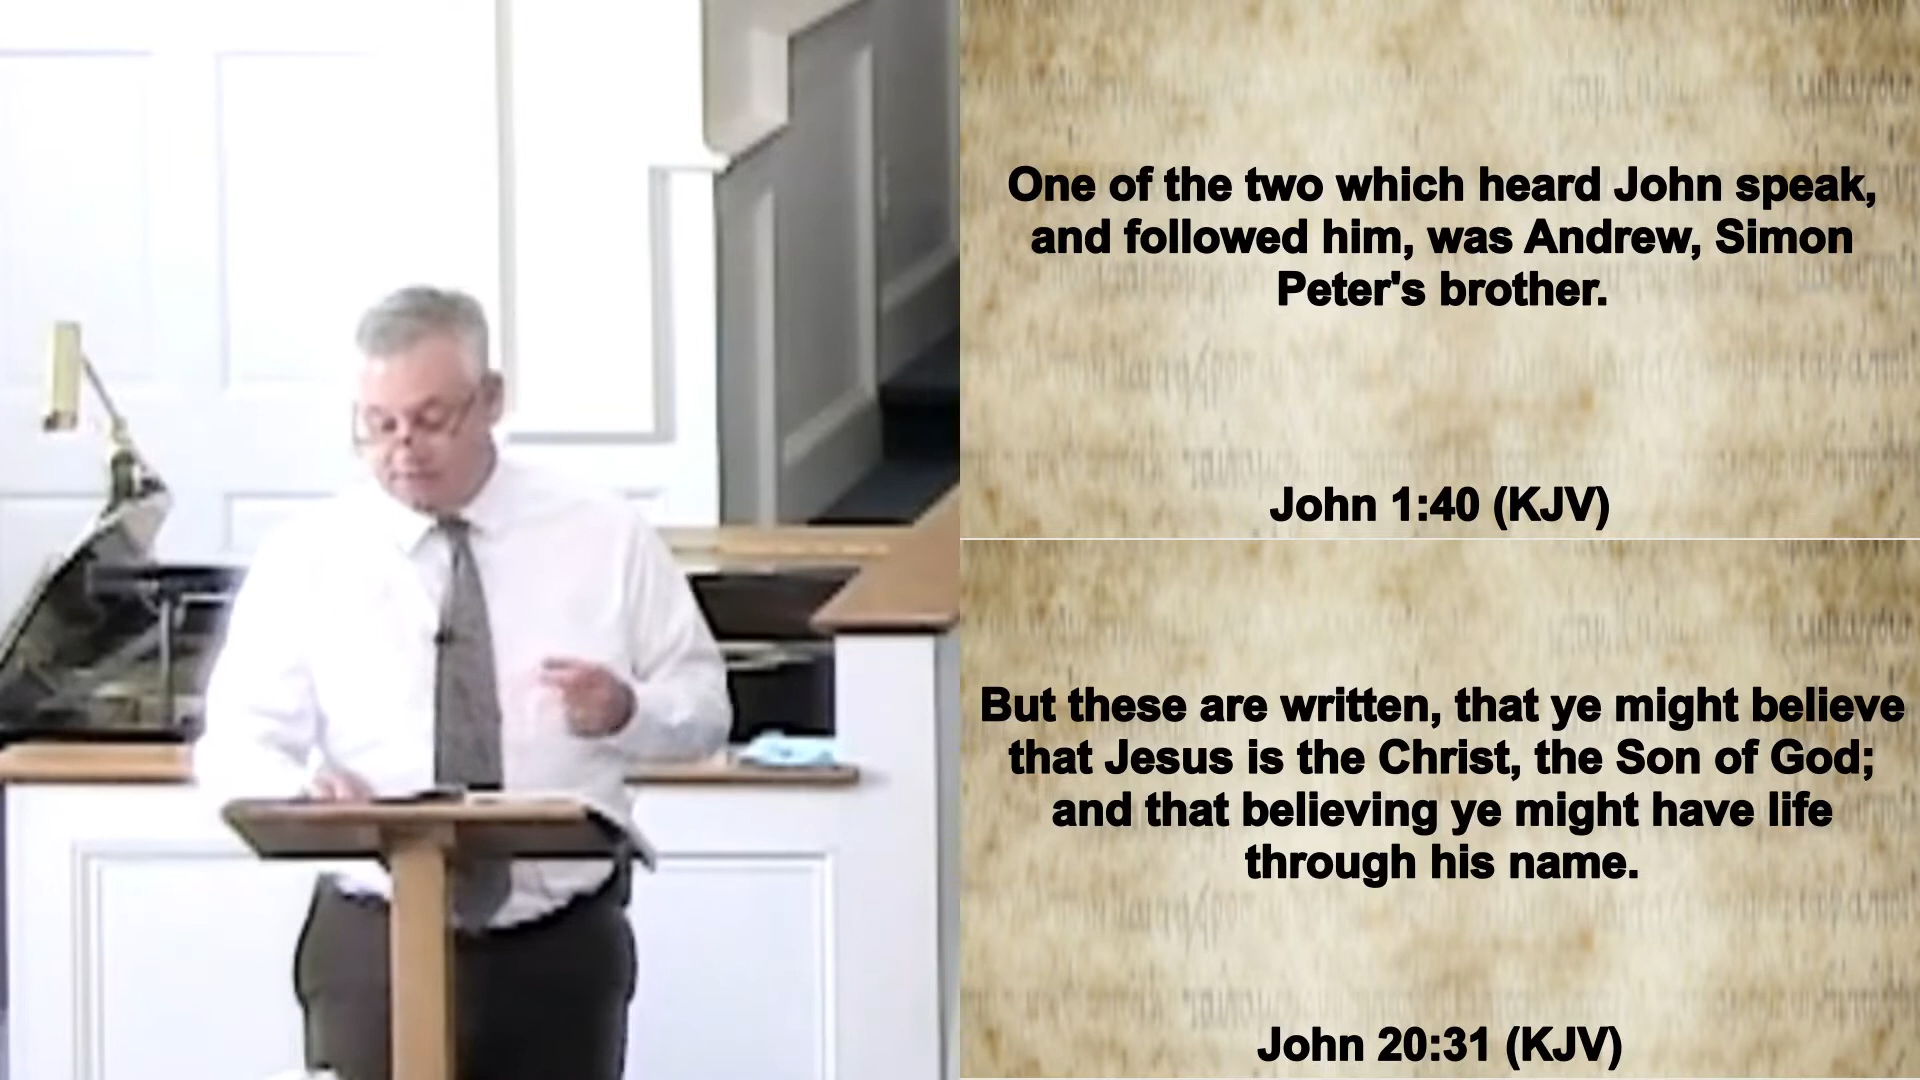 One of the two which heard John speak,
and followed him, was Andrew, Simon
Peter's brother.
John 1:40 (KJV)
But these are written, that ye might believe
that Jesus is the Christ, the Son of God;
and that believing ye might have life
through his name.
John 20:31 (KJV)